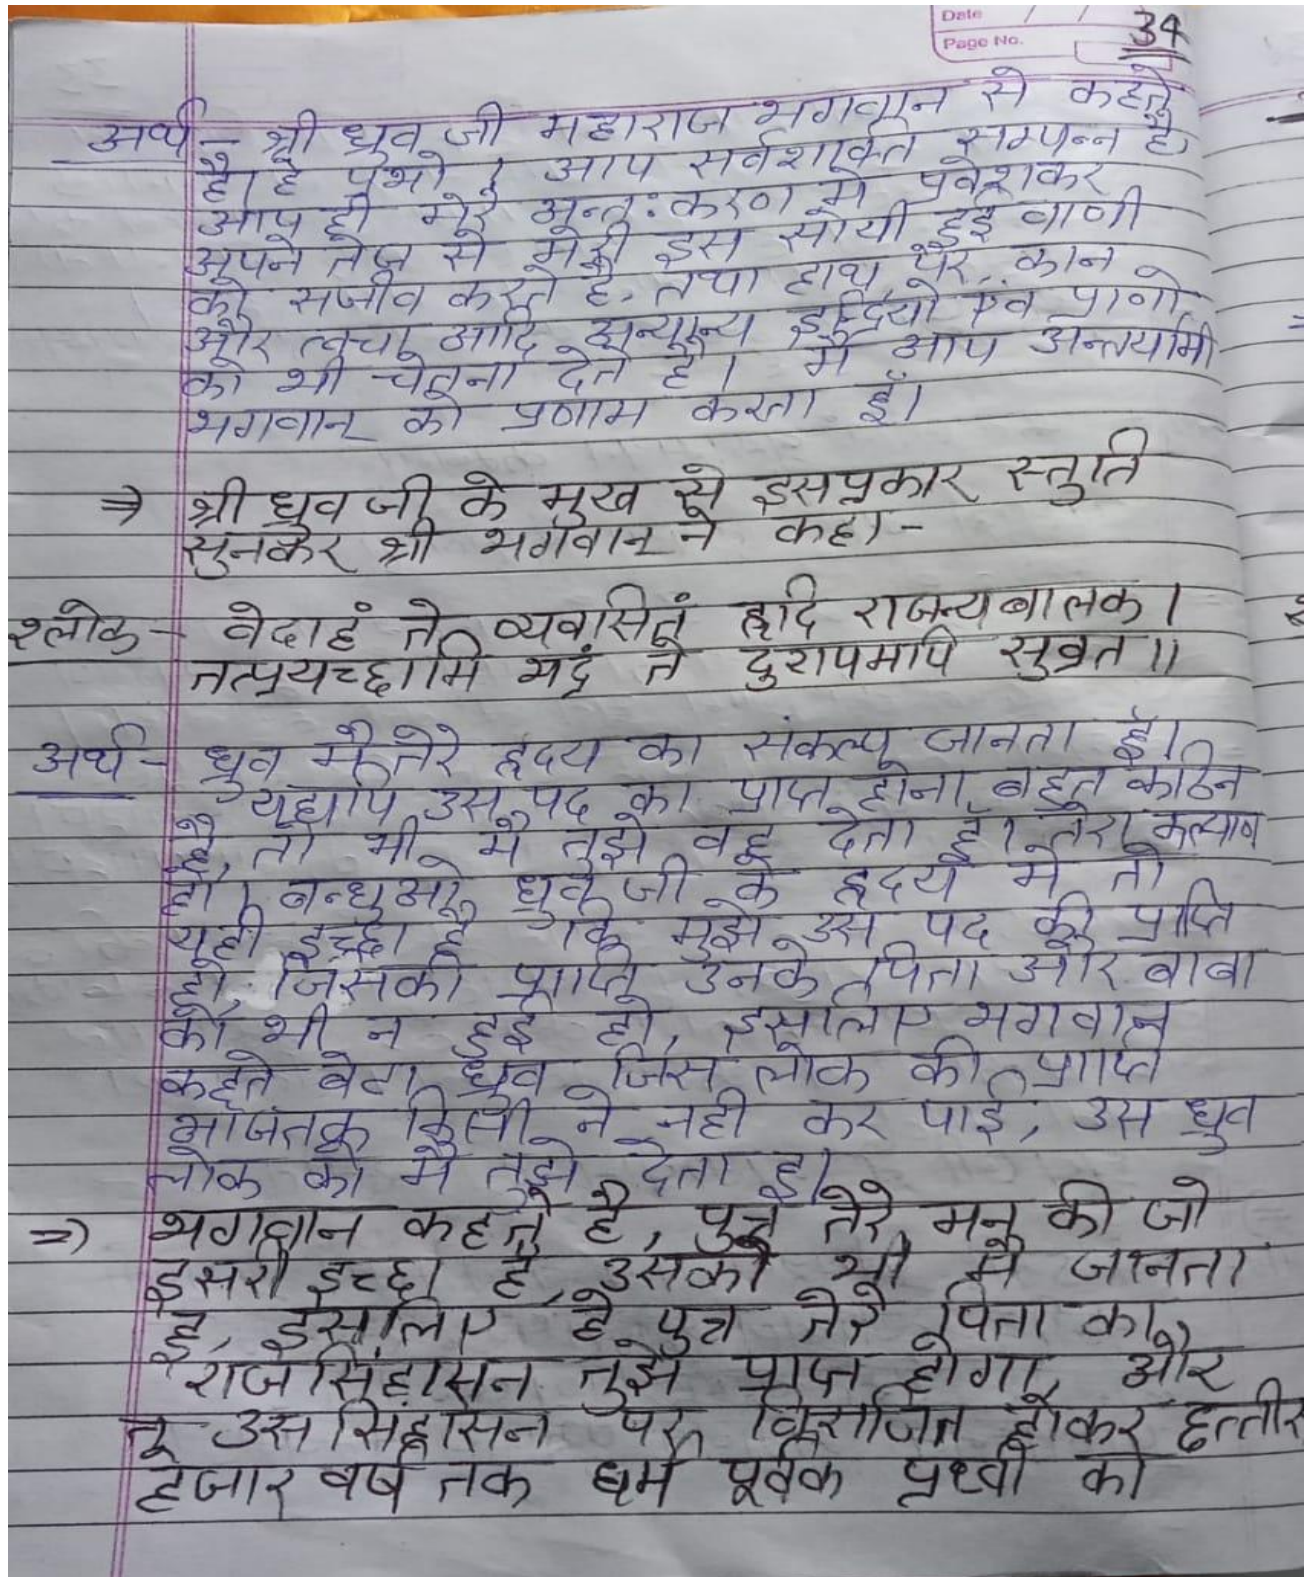 Date / /
Page No.
34
अर्थ - श्री ध्रुव जी महाराज भगवान से कहते
है। हे प्रभो ! आप सर्वशक्ति सम्पन्न है।
आप ही मेरे अन्तःकरण में प्रवेशकर
अपने तेज से मेरी इस सोयी हुई वाणी
को सजीव करते है, तथा हाथ, पैर, कान
और त्वचा आदि अन्यान्य इन्द्रियों एवं प्राणो
को भी चेतना देते है। मैं आप अन्तर्यामी
भगवान को प्रणाम करता हूँ।
⇒ श्री ध्रुव जी के मुख से इसप्रकार स्तुति
सुनकर श्री भगवान ने कहा -
श्लोक - वेदाहं ते व्यवसितं हृदि राजन्यबालक।
तत्प्रयच्छामि भद्रं ते दुरापमपि सुव्रत॥
अर्थ - ध्रुव मैं तेरे हृदय का संकल्प जानता हूँ।
यद्यपि उस पद का प्राप्त होना बहुत कठिन
है, तो भी मैं तुझे वह देता हूँ। तेरा कल्याण
हो। बन्धुओ ध्रुव जी के हृदय में तो
यही इच्छा है कि मुझे उस पद की प्राप्ति
हो, जिसकी प्राप्ति उनके पिता और बाबा
को भी न हुई हो, इसलिए भगवान
कहते बेटा ध्रुव जिस लोक की प्राप्ति
आजतक किसी ने नही कर पाई, उस ध्रुव
लोक को मैं तुझे देता हू।
⇒ भगवान कहते है, पुत्र तेरे मन की जो
दूसरी इच्छा है, उसको भी मैं जानता
हू, इसलिए हे पुत्र तेरे पिता का
राजसिंहासन तुझे प्राप्त होगा, और
तू उस सिंहासन पर विराजित होकर छत्तीस
हजार वर्ष तक धर्म पूर्वक प्रथ्वी को